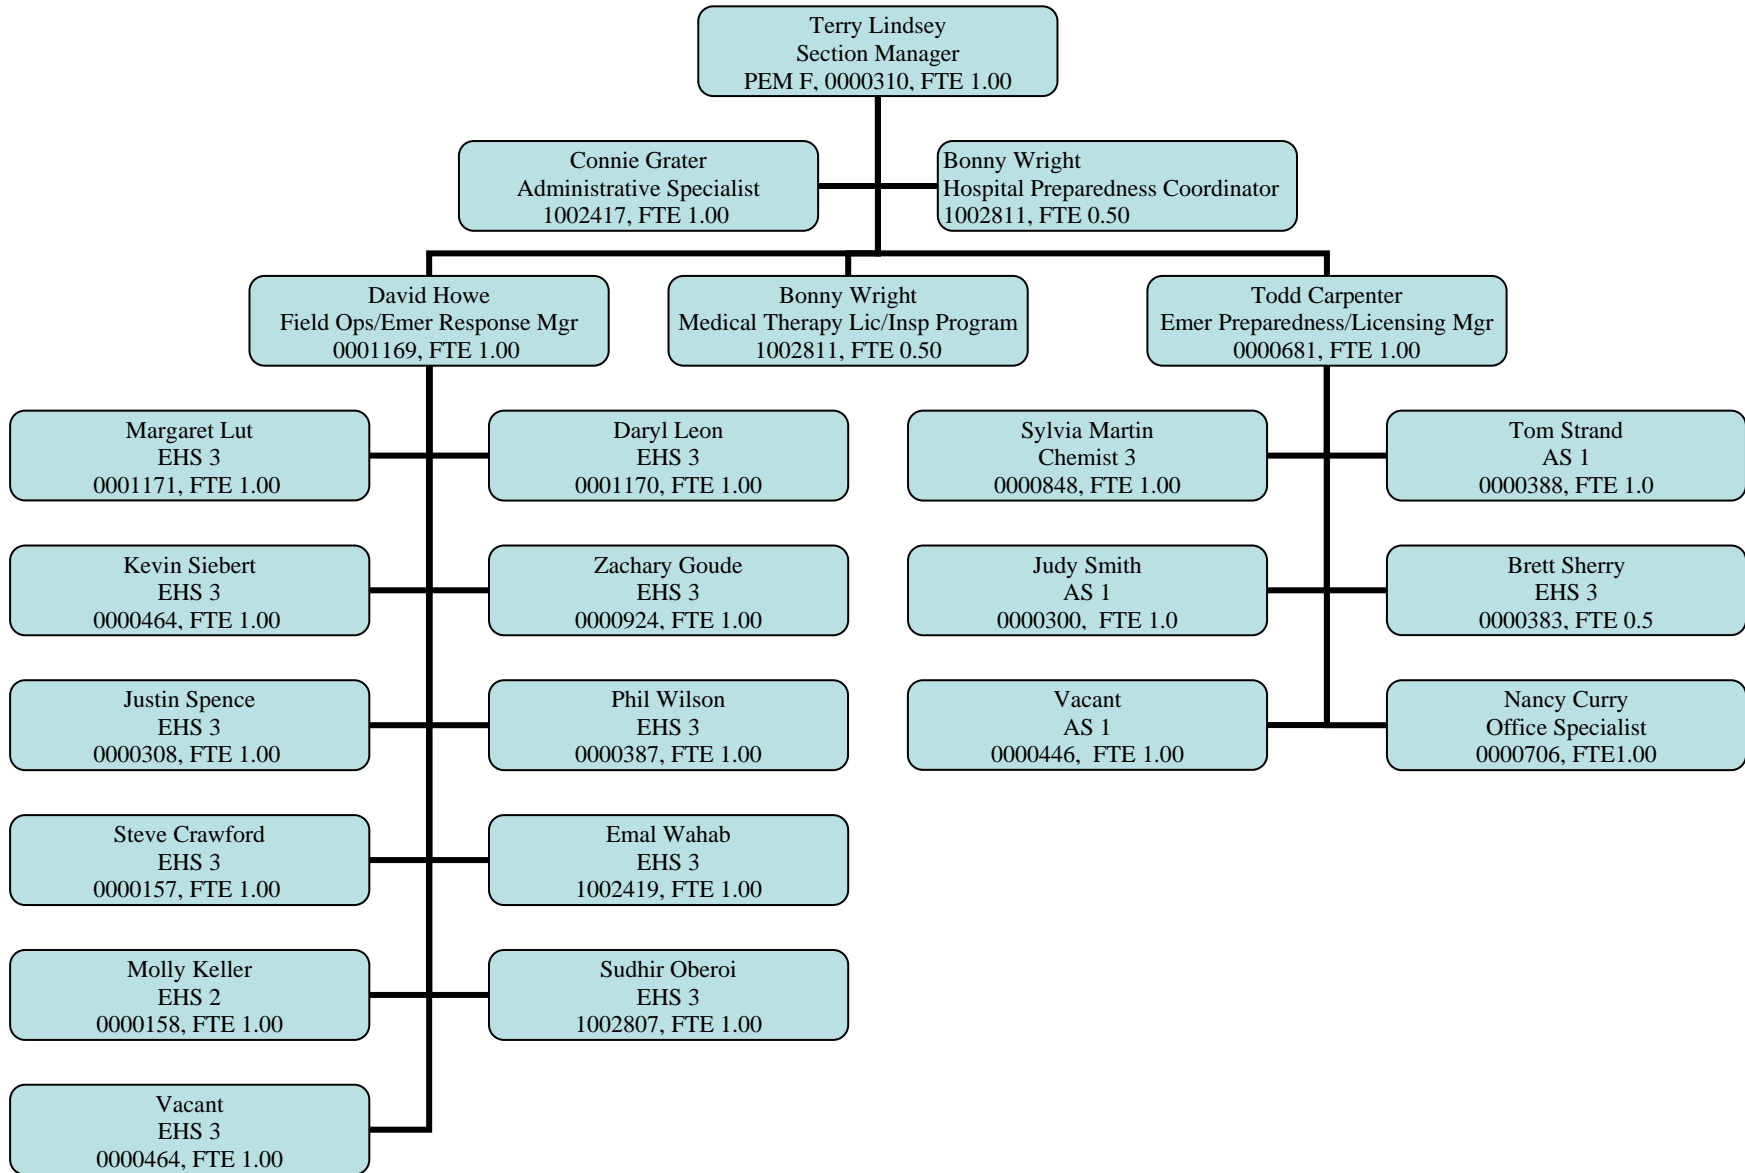 Terry Lindsey
Section Manager
PEM F, 0000310, FTE 1.00
Connie Grater
Administrative Specialist
1002417, FTE 1.00
Bonny Wright
Hospital Preparedness Coordinator
1002811, FTE 0.50
David Howe
Field Ops/Emer Response Mgr
0001169, FTE 1.00
Bonny Wright
Medical Therapy Lic/Insp Program
1002811, FTE 0.50
Todd Carpenter
Emer Preparedness/Licensing Mgr
0000681, FTE 1.00
Margaret Lut
EHS 3
0001171, FTE 1.00
Daryl Leon
EHS 3
0001170, FTE 1.00
Sylvia Martin
Chemist 3
0000848, FTE 1.00
Tom Strand
AS 1
0000388, FTE 1.0
Kevin Siebert
EHS 3
0000464, FTE 1.00
Zachary Goude
EHS 3
0000924, FTE 1.00
Judy Smith
AS 1
0000300,  FTE 1.0
Brett Sherry
EHS 3
0000383, FTE 0.5
Justin Spence
EHS 3
0000308, FTE 1.00
Phil Wilson
EHS 3
0000387, FTE 1.00
Vacant
AS 1
0000446,  FTE 1.00
Nancy Curry
Office Specialist
0000706, FTE1.00
Steve Crawford
EHS 3
0000157, FTE 1.00
Emal Wahab
EHS 3
1002419, FTE 1.00
Molly Keller
EHS 2
0000158, FTE 1.00
Sudhir Oberoi
EHS 3
1002807, FTE 1.00
Vacant
EHS 3
0000464, FTE 1.00